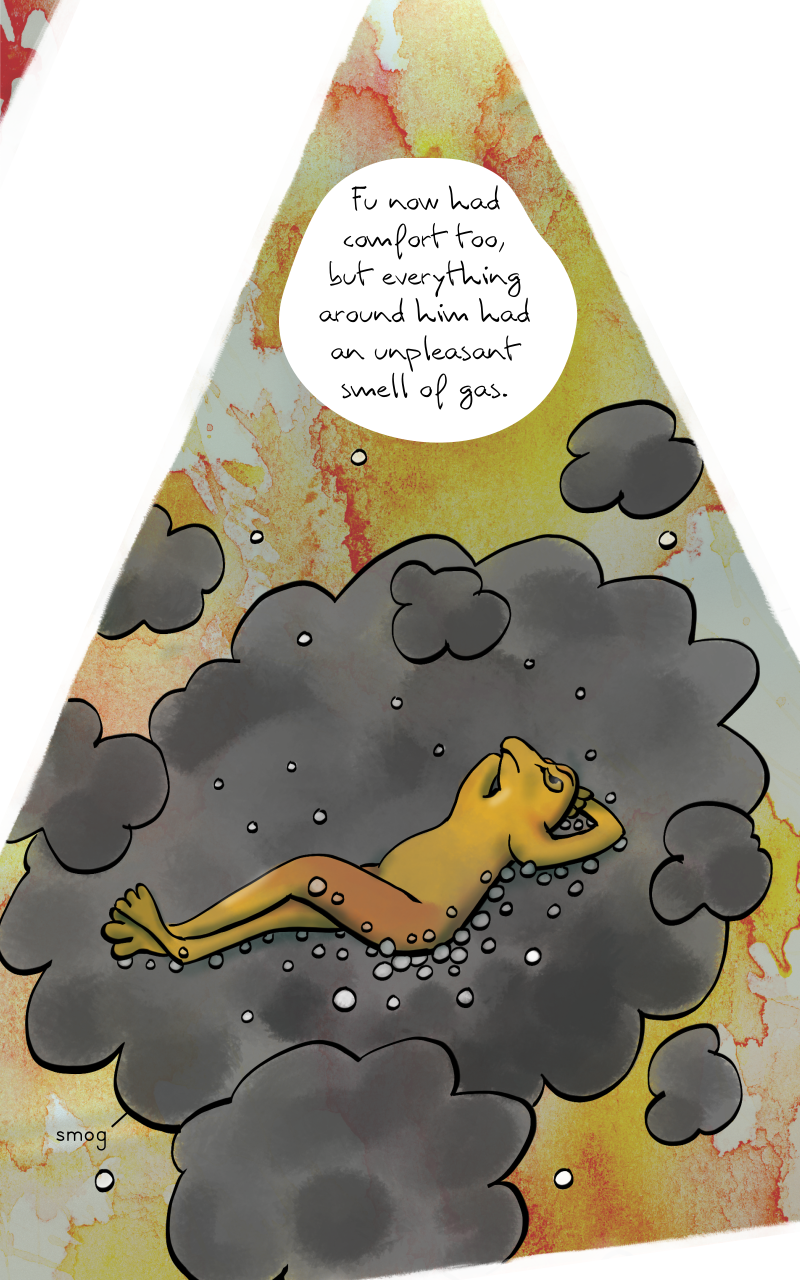 Fu now had
comfort too,
but everything
around him had
an unpleasant
smell of gas.
smog